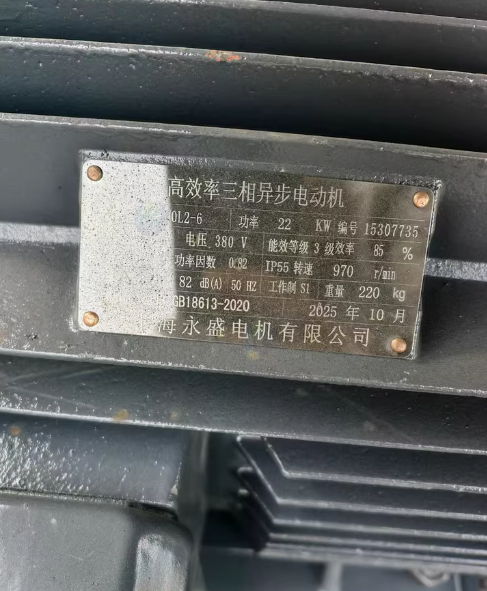 高效率三相异步电动机
0L2-6 功率 22 KW 编号 15307735
电压 380 V 能效等级 3 级效率 85 %
功率因数 0.82 IP55 转速 970 r/min
82 dB(A) 50 HZ 工作制 S1 重量 220 kg
GB18613-2020 2025 年 10 月
海永盛电机有限公司